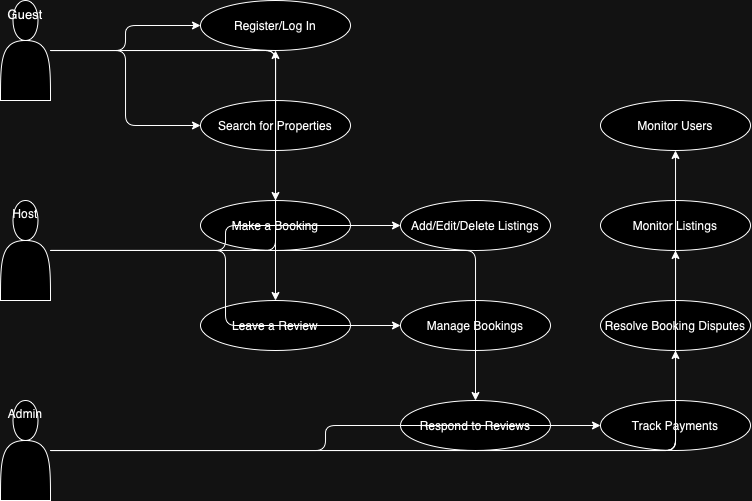 Guest
Register/Log In
Search for Properties
Monitor Users
Host
Make a Booking
Add/Edit/Delete Listings
Monitor Listings
Leave a Review
Manage Bookings
Resolve Booking Disputes
Admin
Respond to Reviews
Track Payments